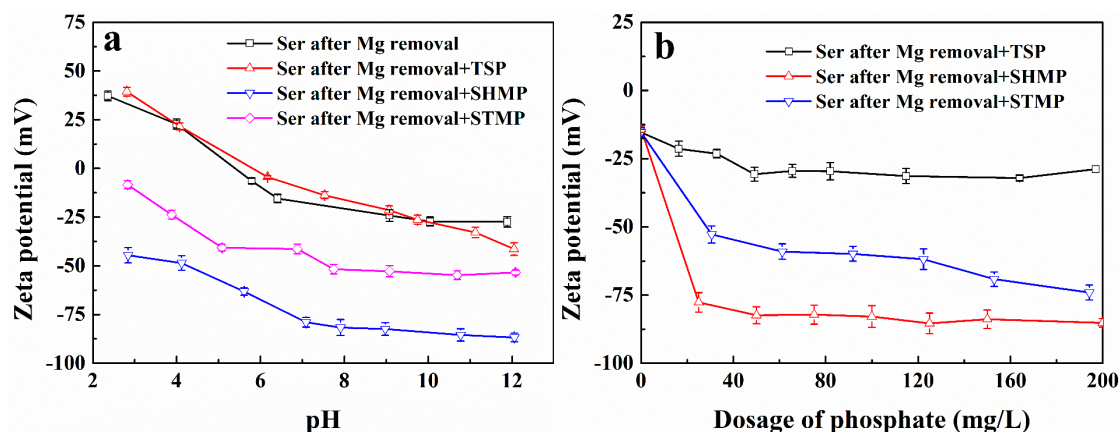 a
Ser after Mg removal
Ser after Mg removal+TSP
Ser after Mg removal+SHMP
Ser after Mg removal+STMP
75
50
25
0
-25
-50
-75
-100
Zeta potential (mV)
2
4
6
8
10
12
pH
b
Ser after Mg removal+TSP
Ser after Mg removal+SHMP
Ser after Mg removal+STMP
25
0
-25
-50
-75
-100
Zeta potential (mV)
0
40
80
120
160
200
Dosage of phosphate (mg/L)